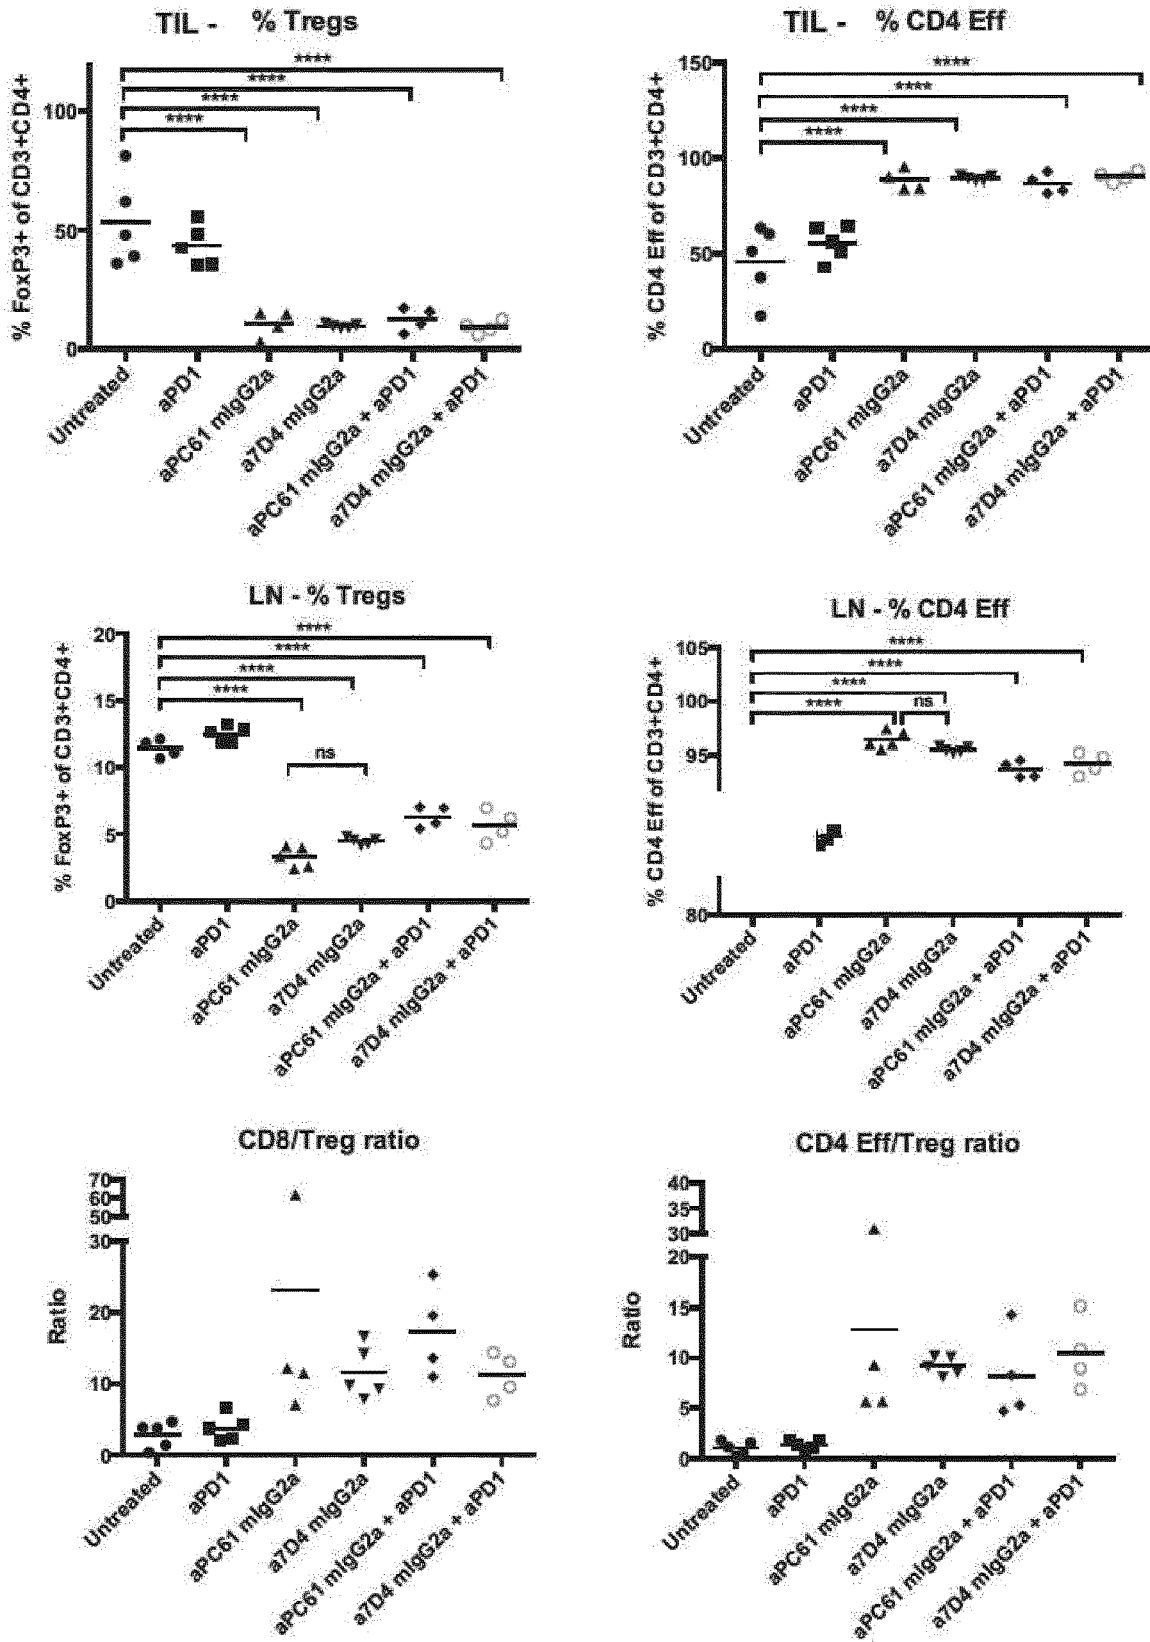 TIL - % Tregs
% FoxP3+ of CD3+CD4+
100
50
0
****
****
****
****
Untreated
aPD1
aPC61 mIgG2a
a7D4 mIgG2a
aPC61 mIgG2a + aPD1
a7D4 mIgG2a + aPD1
TIL - % CD4 Eff
% CD4 Eff of CD3+CD4+
150
100
50
0
****
****
****
****
Untreated
aPD1
aPC61 mIgG2a
a7D4 mIgG2a
aPC61 mIgG2a + aPD1
a7D4 mIgG2a + aPD1
LN - % Tregs
% FoxP3+ of CD3+CD4+
20
15
10
5
0
****
****
****
****
ns
Untreated
aPD1
aPC61 mIgG2a
a7D4 mIgG2a
aPC61 mIgG2a + aPD1
a7D4 mIgG2a + aPD1
LN - % CD4 Eff
% CD4 Eff of CD3+CD4+
105
100
95
80
****
****
****
**** ns
Untreated
aPD1
aPC61 mIgG2a
a7D4 mIgG2a
aPC61 mIgG2a + aPD1
a7D4 mIgG2a + aPD1
CD8/Treg ratio
Ratio
70
60
50
30
20
10
0
Untreated
aPD1
aPC61 mIgG2a
a7D4 mIgG2a
aPC61 mIgG2a + aPD1
a7D4 mIgG2a + aPD1
CD4 Eff/Treg ratio
Ratio
40
35
30
20
15
10
5
0
Untreated
aPD1
aPC61 mIgG2a
a7D4 mIgG2a
aPC61 mIgG2a + aPD1
a7D4 mIgG2a + aPD1